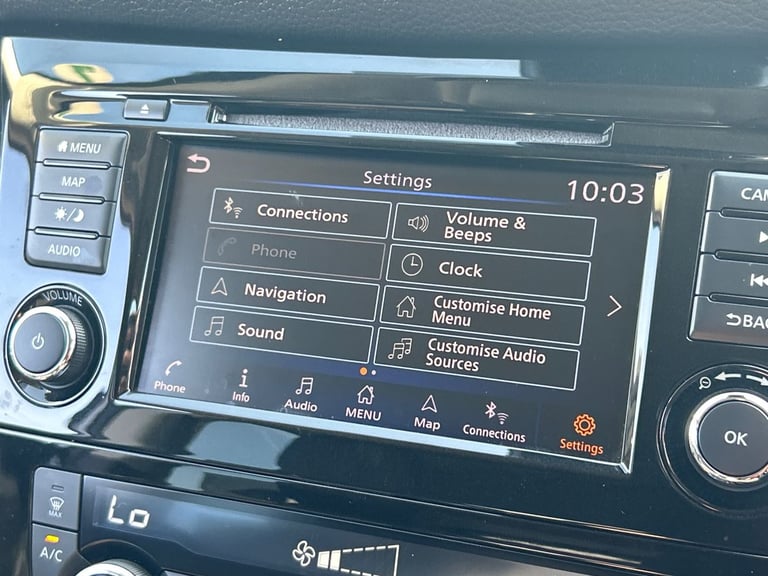 MENU
MAP
AUDIO
VOLUME
Settings
10:03
Connections
Volume &
Beeps
Phone
Clock
Navigation
Customise Home
Menu
Sound
Customise Audio
Sources
Phone
Info
Audio
MENU
Map
Connections
Settings
BACK
OK
MAX
A/C
Lo